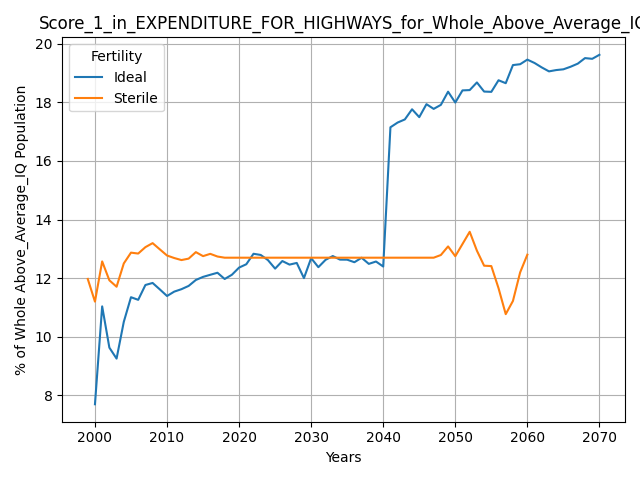 Score_1_in_EXPENDITURE_FOR_HIGHWAYS_for_Whole_Above_Average_IQ
Fertility
Ideal
Sterile
% of Whole Above_Average_IQ Population
20
18
16
14
12
10
8
2000 2010 2020 2030 2040 2050 2060 2070
Years